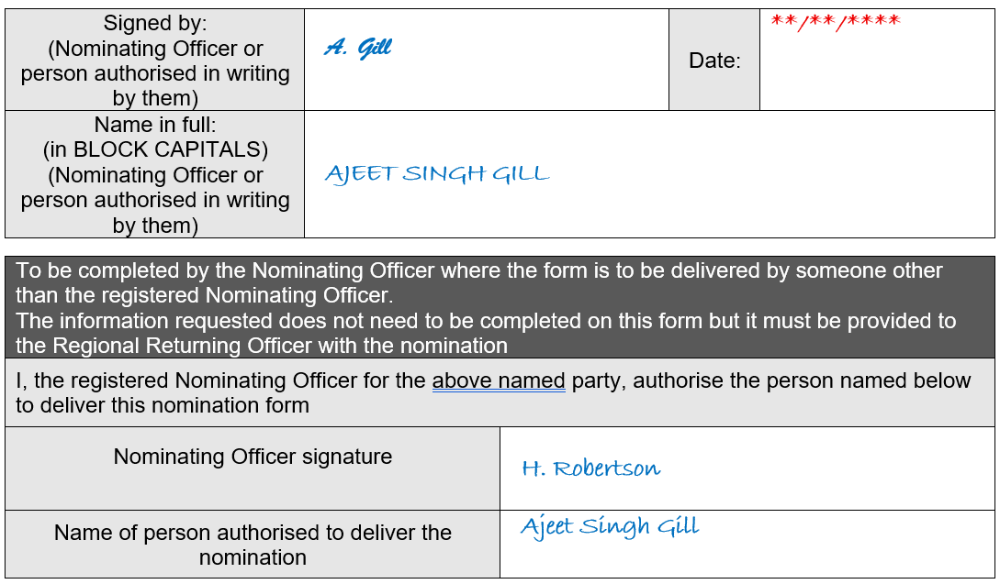 Signed by:
(Nominating Officer or
person authorised in writing
by them)
A. Gill
Date:
**/**/****
Name in full:
(in BLOCK CAPITALS)
(Nominating Officer or
person authorised in writing
by them)
AJEET SINGH GILL
To be completed by the Nominating Officer where the form is to be delivered by someone other
than the registered Nominating Officer.
The information requested does not need to be completed on this form but it must be provided to
the Regional Returning Officer with the nomination
I, the registered Nominating Officer for the above named party, authorise the person named below
to deliver this nomination form
Nominating Officer signature
H. Robertson
Name of person authorised to deliver the
nomination
Ajeet Singh Gill